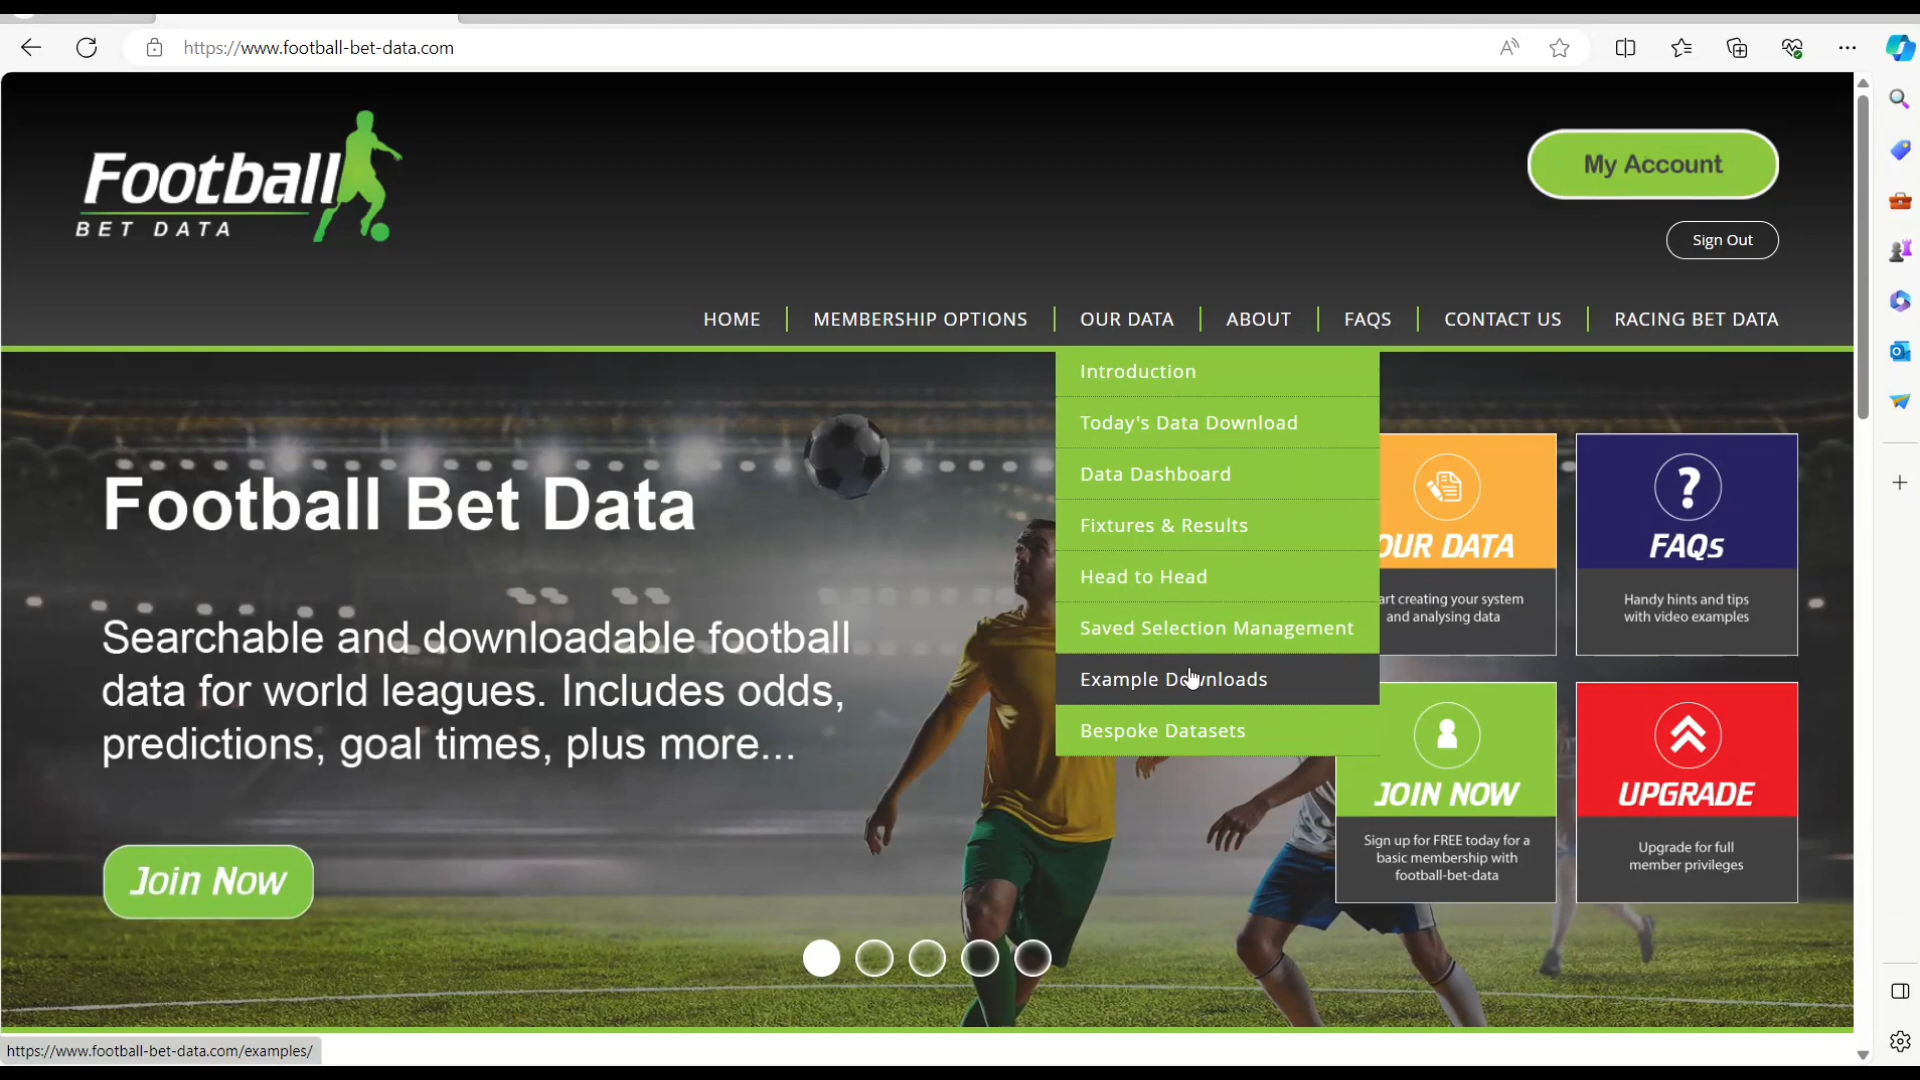 https://www.football-bet-data.com
Football
BET DATA
My Account
Sign Out
HOME
MEMBERSHIP OPTIONS
OUR DATA
ABOUT
FAQS
CONTACT US
RACING BET DATA
Introduction
Today's Data Download
Data Dashboard
Fixtures & Results
Head to Head
Saved Selection Management
Example Downloads
Bespoke Datasets
Football Bet Data
Searchable and downloadable football
data for world leagues. Includes odds,
predictions, goal times, plus more...
Join Now
OUR DATA
creating your system
and analysing data
FAQs
Handy hints and tips
with video examples
JOIN NOW
Sign up for FREE today for a
basic membership with
football-bet-data
UPGRADE
Upgrade for full
member privileges
https://www.football-bet-data.com/examples/